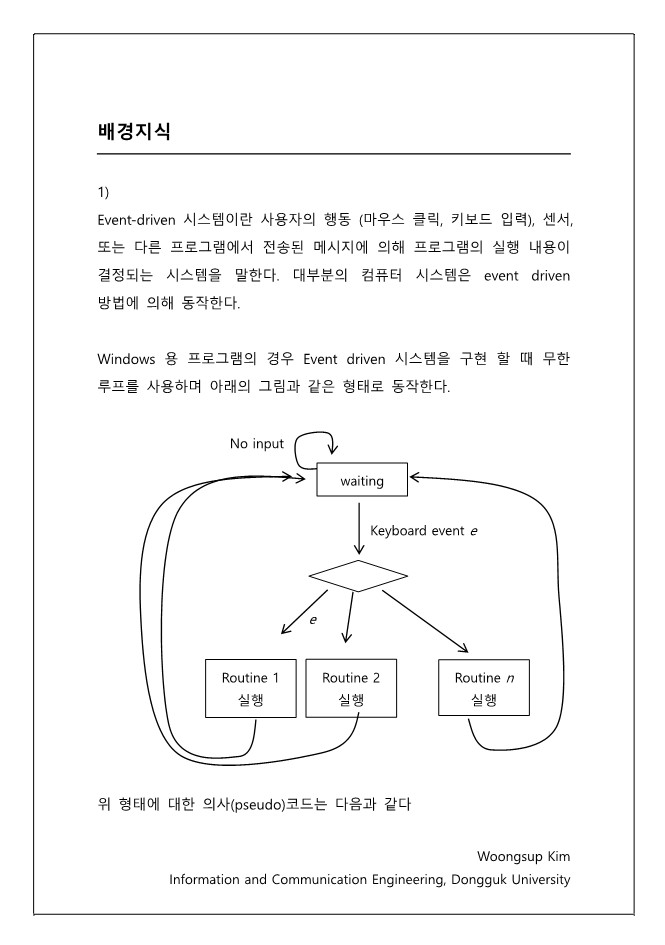 배경지식
1)
Event-driven 시스템이란 사용자의 행동 (마우스 클릭, 키보드 입력), 센서,
또는 다른 프로그램에서 전송된 메시지에 의해 프로그램의 실행 내용이
결정되는 시스템을 말한다. 대부분의 컴퓨터 시스템은 event driven
방법에 의해 동작한다.
Windows 용 프로그램의 경우 Event driven 시스템을 구현 할 때 무한
루프를 사용하며 아래의 그림과 같은 형태로 동작한다.
No input
waiting
Keyboard event e
e
Routine 1
실행
Routine 2
실행
Routine n
실행
위 형태에 대한 의사(pseudo)코드는 다음과 같다
Woongsup Kim
Information and Communication Engineering, Dongguk University